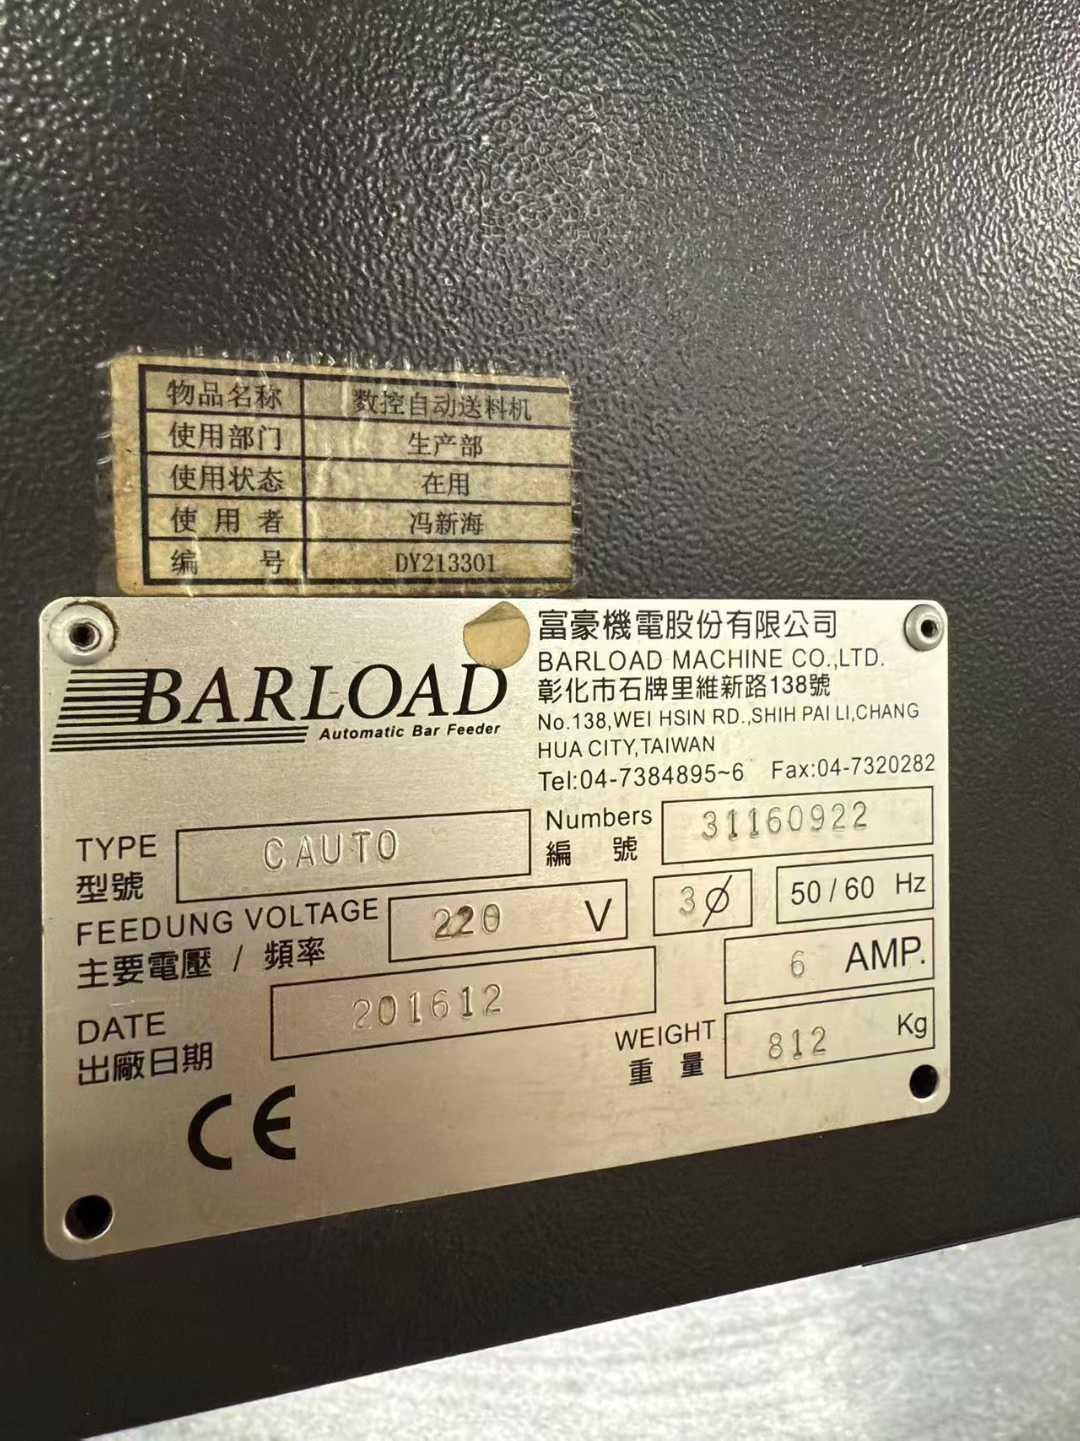 物品名称 数控自动送料机
使用部门 生产部
使用状态 在用
使用者 冯新海
编号 DY213301
富豪機電股份有限公司
BARLOAD MACHINE CO.,LTD.
彰化市石牌里維新路138號
No.138,WEI HSIN RD.,SHIH PAI LI,CHANG
HUA CITY,TAIWAN
Tel:04-7384895~6 Fax:04-7320282
BARLOAD
Automatic Bar Feeder
TYPE CAUTO
型號
Numbers 31160922
編號
FEEDUNG VOLTAGE 220 V 3∅ 50/60 Hz
主要電壓 / 頻率
6 AMP.
DATE 201612
出廠日期
WEIGHT 812 Kg
重量
CE